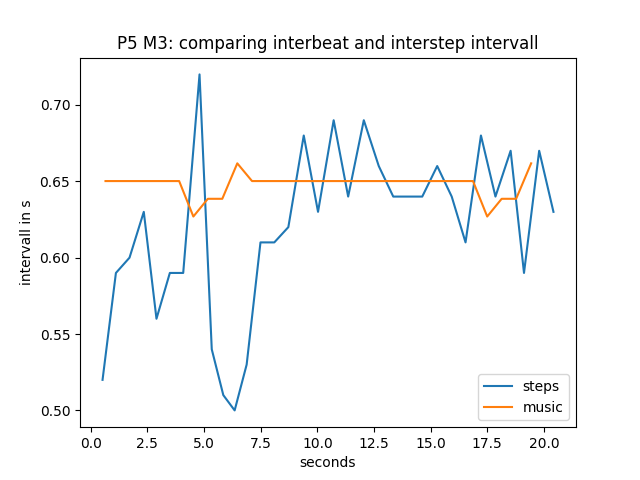 P5 M3: comparing interbeat and interstep intervall
0.70
0.65
0.60
0.55
0.50
intervall in s
0.0 2.5 5.0 7.5 10.0 12.5 15.0 17.5 20.0
seconds
steps
music